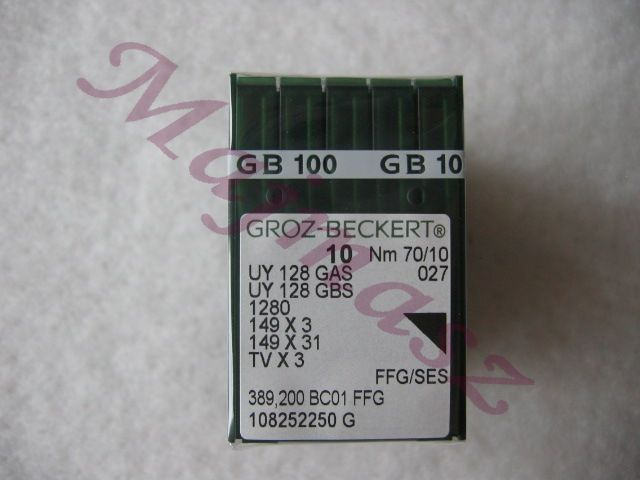 GB 100 GB 10
GROZ-BECKERT®
10 Nm 70/10
UY 128 GAS 027
UY 128 GBS
1280
149 X 3
149 X 31
TV X 3
FFG/SES
389,200 BC01 FFG
108252250 G
Majmasz